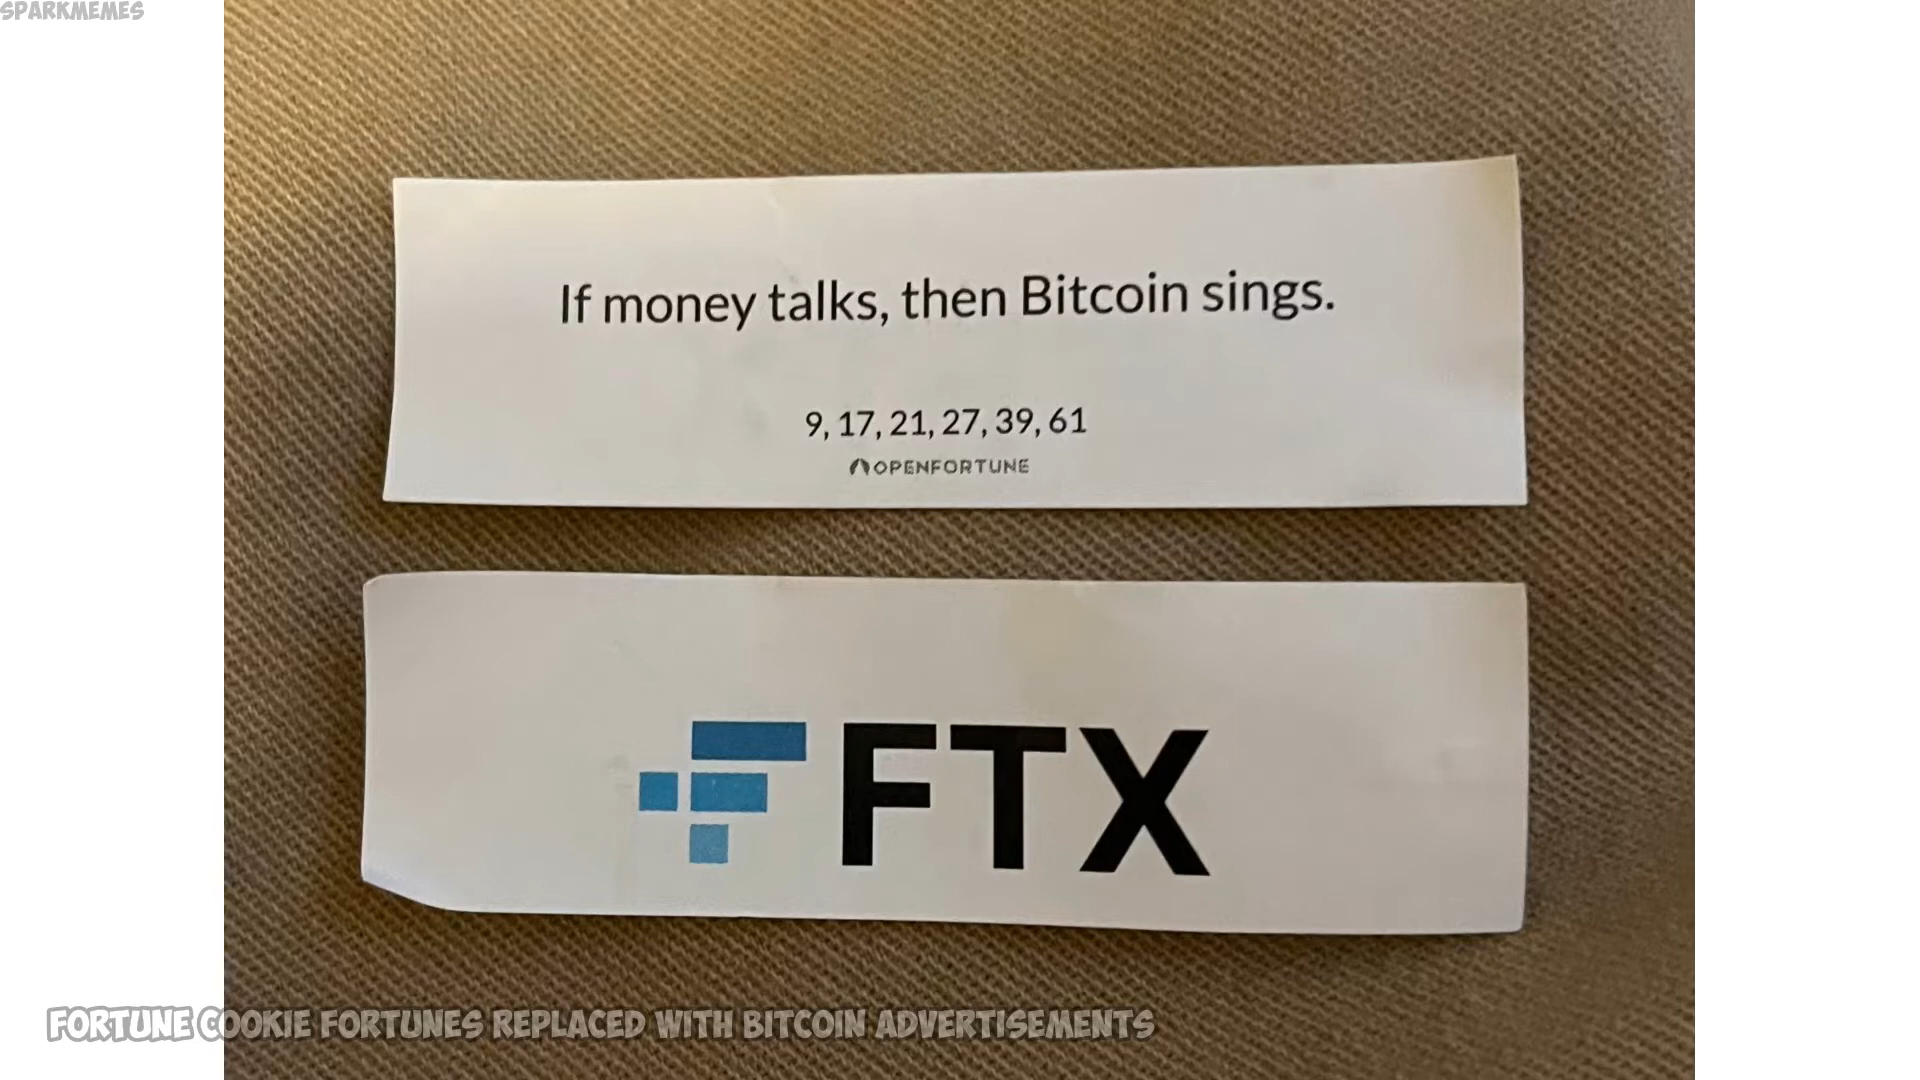 SPARKMEMES
If money talks, then Bitcoin sings.
9, 17, 21, 27, 39, 61
OPENFORTUNE
FTX
FORTUNE COOKIE FORTUNES REPLACED WITH BITCOIN ADVERTISEMENTS